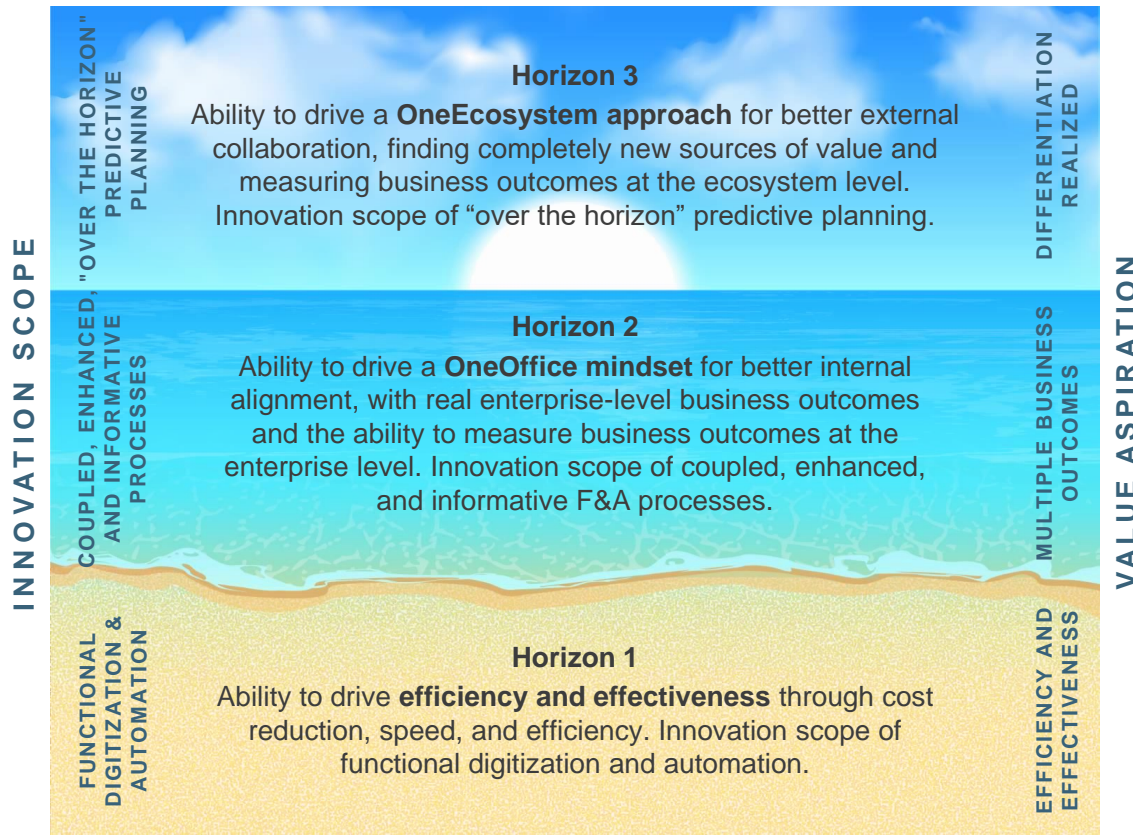 INNOVATION SCOPE
"OVER THE HORIZON"
PREDICTIVE
PLANNING
Horizon 3
Ability to drive a OneEcosystem approach for better external
collaboration, finding completely new sources of value and
measuring business outcomes at the ecosystem level.
Innovation scope of “over the horizon” predictive planning.
DIFFERENTIATION
REALIZED
COUPLED, ENHANCED,
AND INFORMATIVE
PROCESSES
Horizon 2
Ability to drive a OneOffice mindset for better internal
alignment, with real enterprise-level business outcomes
and the ability to measure business outcomes at the
enterprise level. Innovation scope of coupled, enhanced,
and informative F&A processes.
MULTIPLE BUSINESS
OUTCOMES
FUNCTIONAL
DIGITIZATION &
AUTOMATION
Horizon 1
Ability to drive efficiency and effectiveness through cost
reduction, speed, and efficiency. Innovation scope of
functional digitization and automation.
EFFICIENCY AND
EFFECTIVENESS
VALUE ASPIRATION